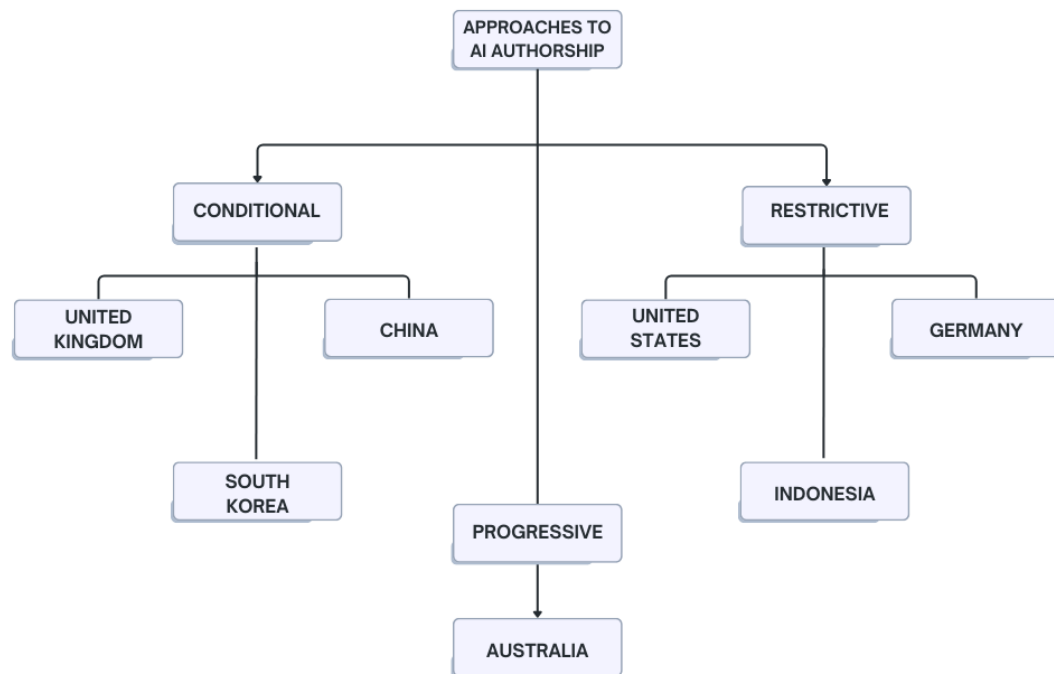 APPROACHES TO
AI AUTHORSHIP
CONDITIONAL
RESTRICTIVE
UNITED
KINGDOM
CHINA
UNITED
STATES
GERMANY
SOUTH
KOREA
INDONESIA
PROGRESSIVE
AUSTRALIA